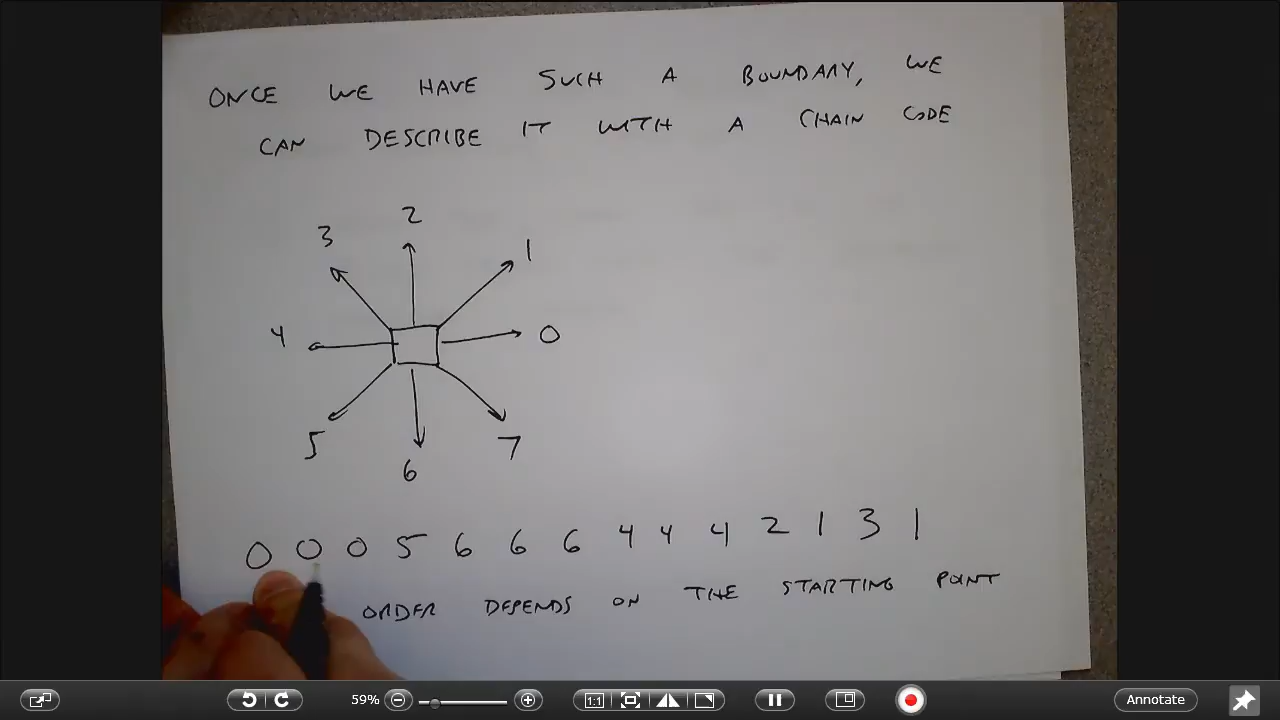 ONCE WE HAVE SUCH A BOUNDARY, WE
CAN DESCRIBE IT WITH A CHAIN CODE
2
3
1
4
0
5
7
6
0 0 0 5 6 6 6 4 4 4 2 1 3 1
ORDER DEPENDS ON THE STARTING POINT
59%
1:1
Annotate